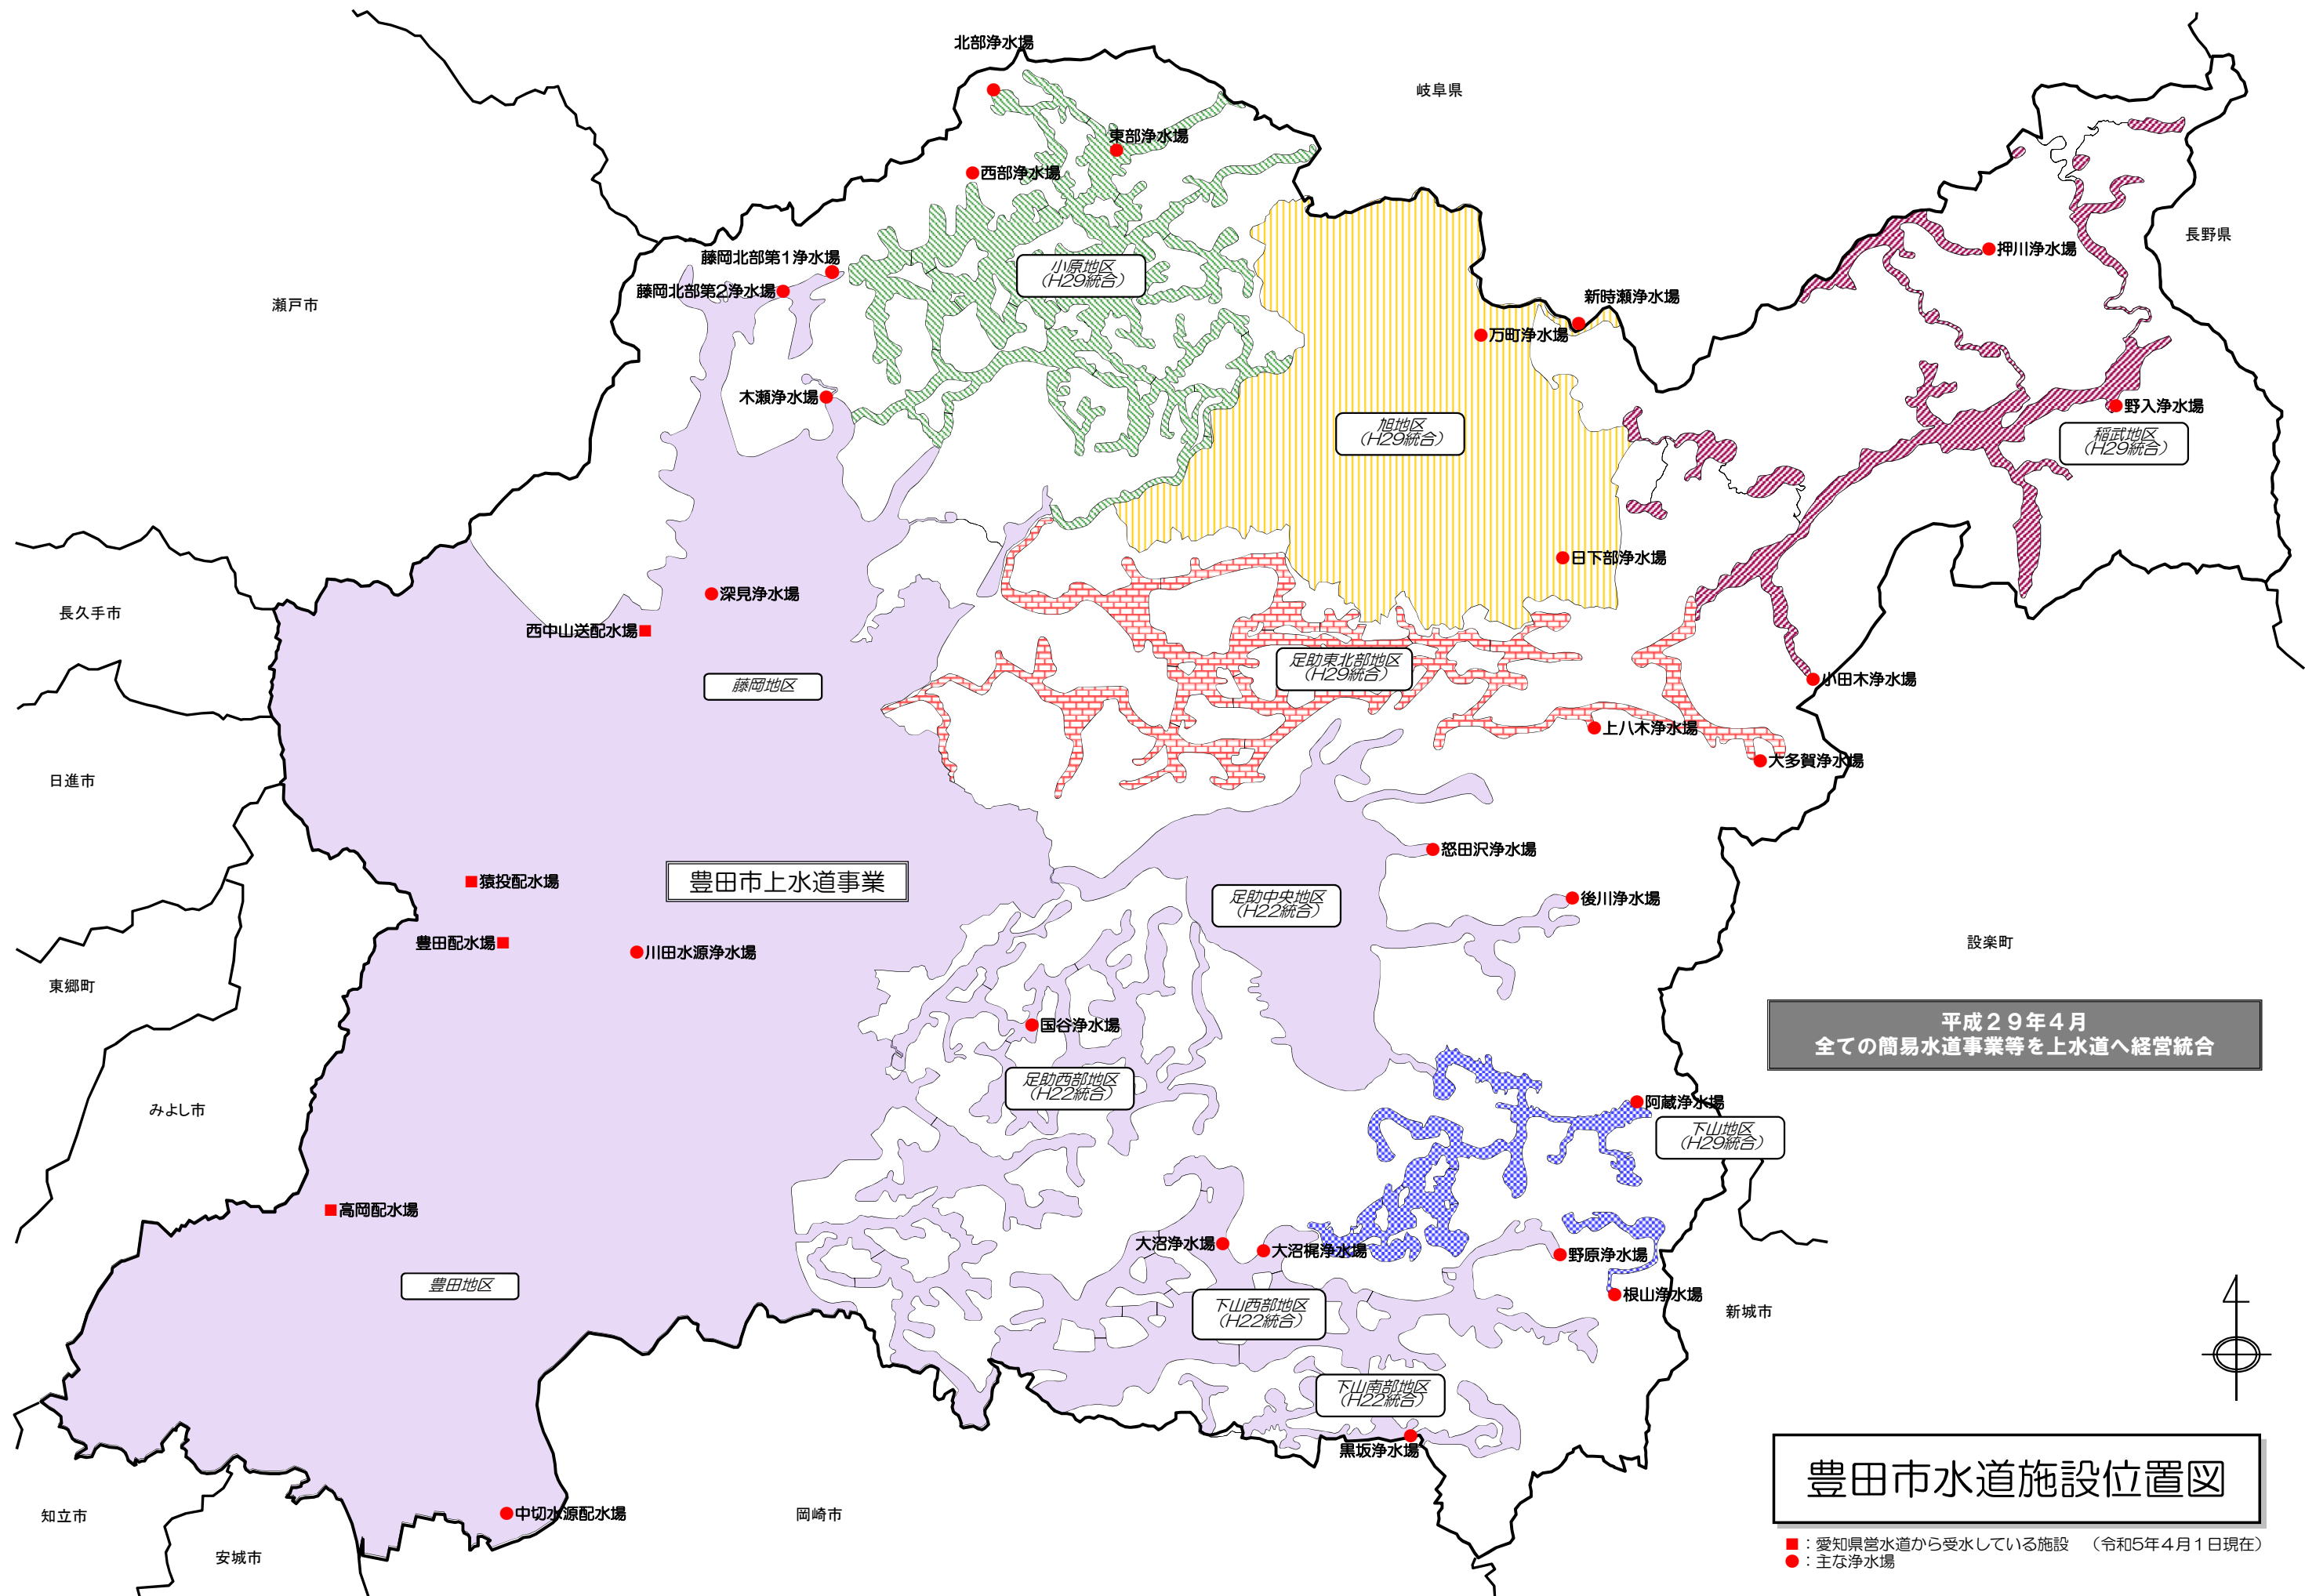 北部浄水場
岐阜県
東部浄水場
西部浄水場
長野県
押川浄水場
藤岡北部第1浄水場
小原地区
（H29統合）
藤岡北部第2浄水場
新時瀬浄水場
瀬戸市
万町浄水場
木瀬浄水場
野入浄水場
旭地区
（H29統合）
稲武地区
（H29統合）
日下部浄水場
深見浄水場
長久手市
西中山送配水場
足助東北部地区
（H29統合）
小田木浄水場
藤岡地区
上八木浄水場
大多賀浄水場
日進市
怒田沢浄水場
猿投配水場
豊田市上水道事業
後川浄水場
足助中央地区
（H22統合）
豊田配水場
川田水源浄水場
設楽町
東郷町
国谷浄水場
平成２９年４月
全ての簡易水道事業等を上水道へ経営統合
足助西部地区
（H22統合）
阿蔵浄水場
みよし市
下山地区
（H29統合）
高岡配水場
大沼浄水場
大沼梶浄水場
野原浄水場
豊田地区
根山浄水場
下山西部地区
（H22統合）
新城市
下山南部地区
（H22統合）
黒坂浄水場
豊田市水道施設位置図
中切水源配水場
知立市
岡崎市
安城市
■：愛知県営水道から受水している施設　（令和5年４月１日現在）
●：主な浄水場